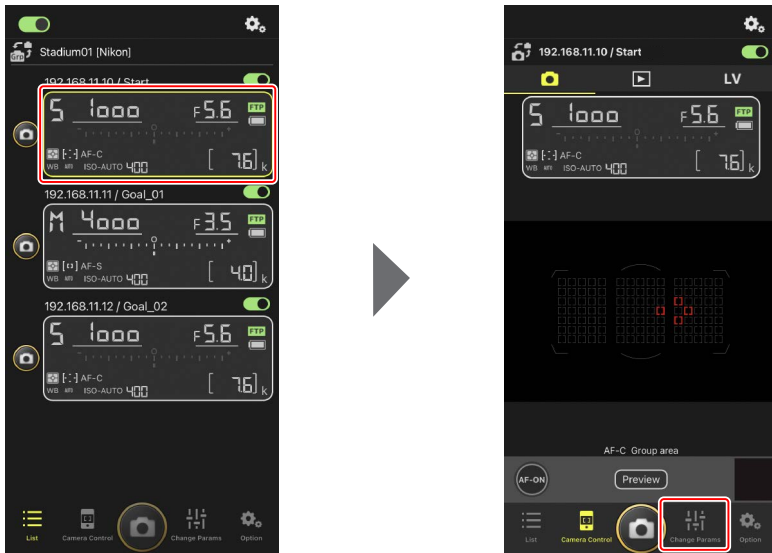 Grp Stadium01 [Nikon]
192.168.11.10 / Start
S 1000 F5.6 FTP
AF-C
WB ISO-AUTO 400 [ 7.6] k
192.168.11.11 / Goal_01
M 4000 F3.5 FTP
AF-S
WB ISO-AUTO 400 [ 4.0] k
192.168.11.12 / Goal_02
S 1000 F5.6 FTP
AF-C
WB ISO-AUTO 400 [ 7.6] k
List Camera Control Change Params Option
192.168.11.10 / Start
LV
S 1000 F5.6 FTP
AF-C
WB ISO-AUTO 400 [ 7.6] k
AF-C Group area
AF-ON Preview
List Camera Control Change Params Option